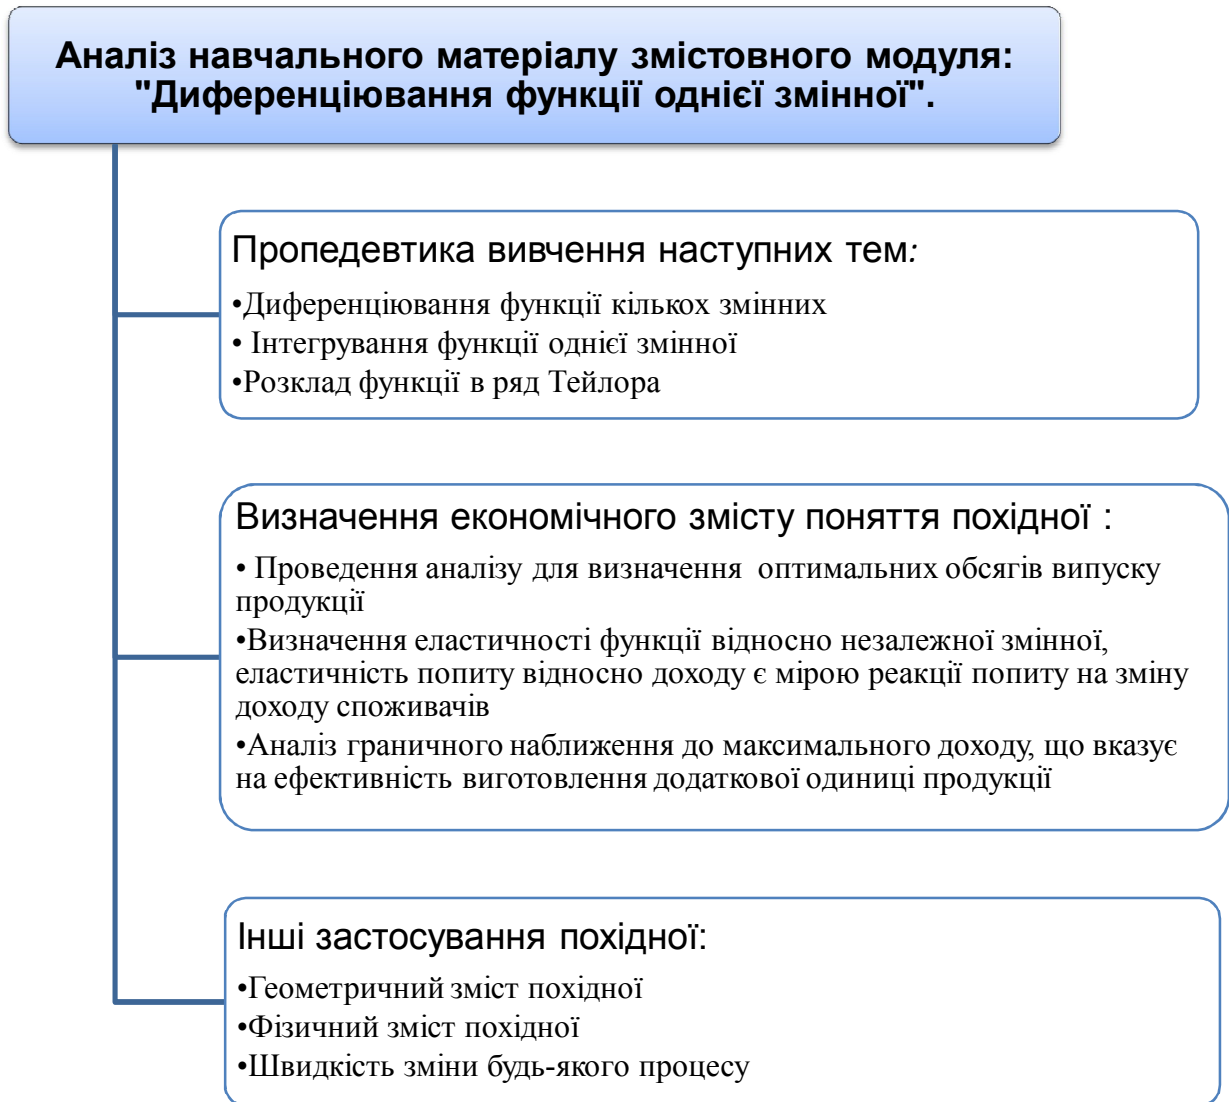 Аналіз навчального матеріалу змістовного модуля:
"Диференціювання функції однієї змінної".
Пропедевтика вивчення наступних тем:
•Диференціювання функції кількох змінних
• Інтегрування функції однієї змінної
•Розклад функції в ряд Тейлора
Визначення економічного змісту поняття похідної :
• Проведення аналізу для визначення оптимальних обсягів випуску
продукції
•Визначення еластичності функції відносно незалежної змінної,
еластичність попиту відносно доходу є мірою реакції попиту на зміну
доходу споживачів
•Аналіз граничного наближення до максимального доходу, що вказує
на ефективність виготовлення додаткової одиниці продукції
Інші застосування похідної:
•Геометричний зміст похідної
•Фізичний зміст похідної
•Швидкість зміни будь-якого процесу